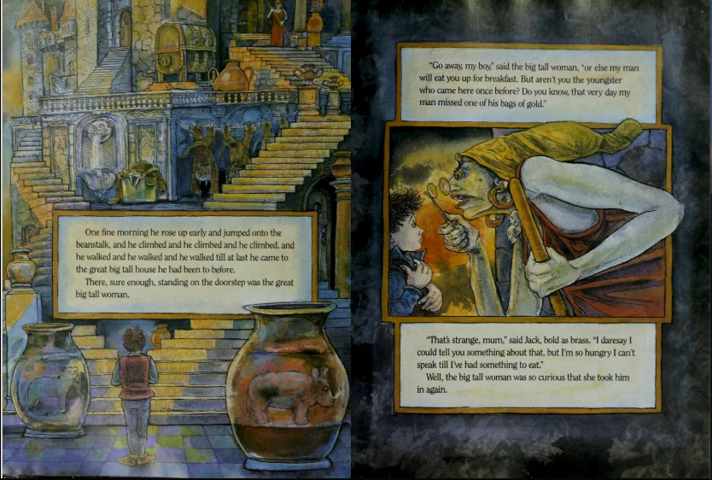 One fine morning he rose up early and jumped onto the
beanstalk, and he climbed and he climbed and he climbed, and
he walked and he walked and he walked till at last he came to
the great big tall house he had been to before.
There, sure enough, standing on the doorstep was the great
big tall woman.
"Go away, my boy," said the big tall woman, "or else my man
will eat you up for breakfast. But aren't you the youngster
who came here once before? Do you know, that very day my
man missed one of his bags of gold."
"That's strange, mum," said Jack, bold as brass. "I daresay I
could tell you something about that, but I'm so hungry I can't
speak till I've had something to eat."
Well, the big tall woman was so curious that she took him
in again.